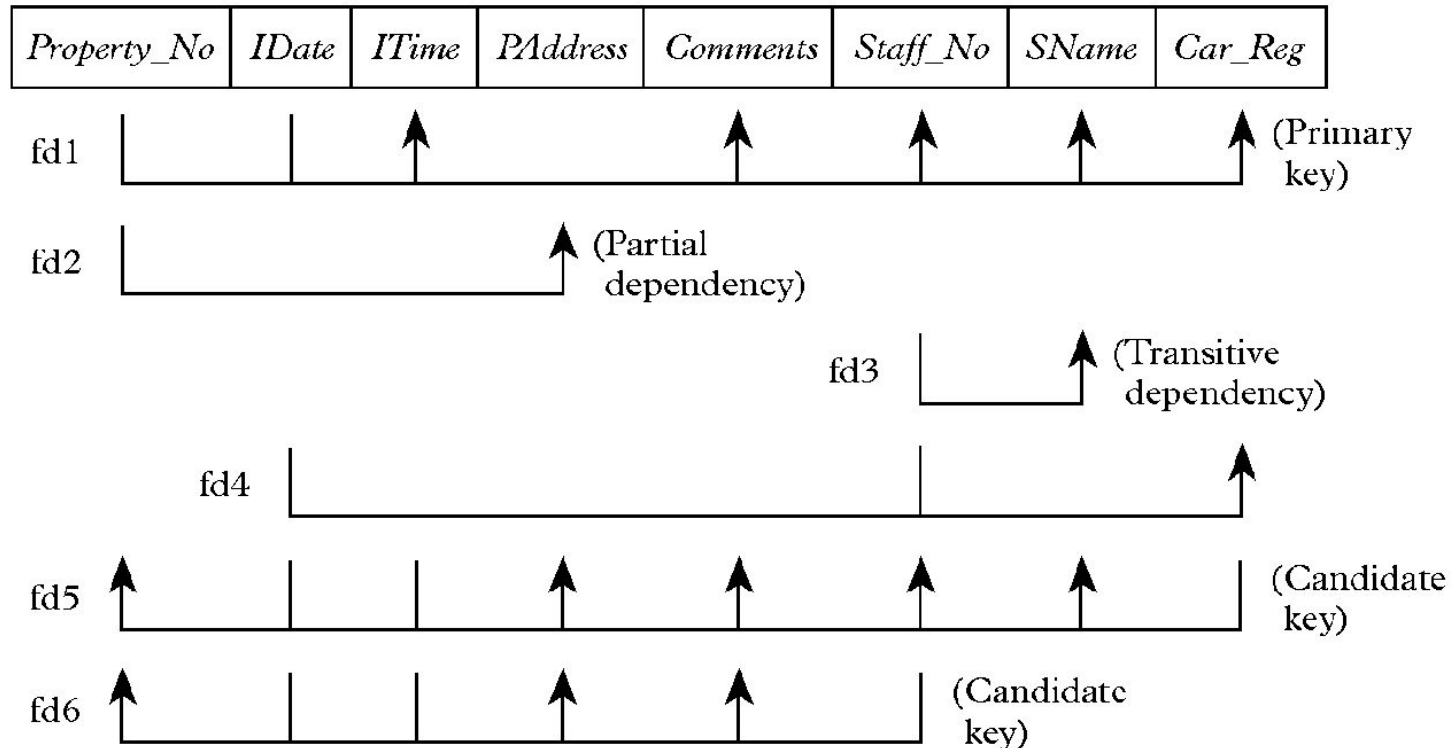 Property_No IDate ITime PAddress Comments Staff_No SName Car_Reg
fd1 (Primary
key)
fd2 (Partial
dependency)
fd3 (Transitive
dependency)
fd4
fd5 (Candidate
key)
fd6 (Candidate
key)